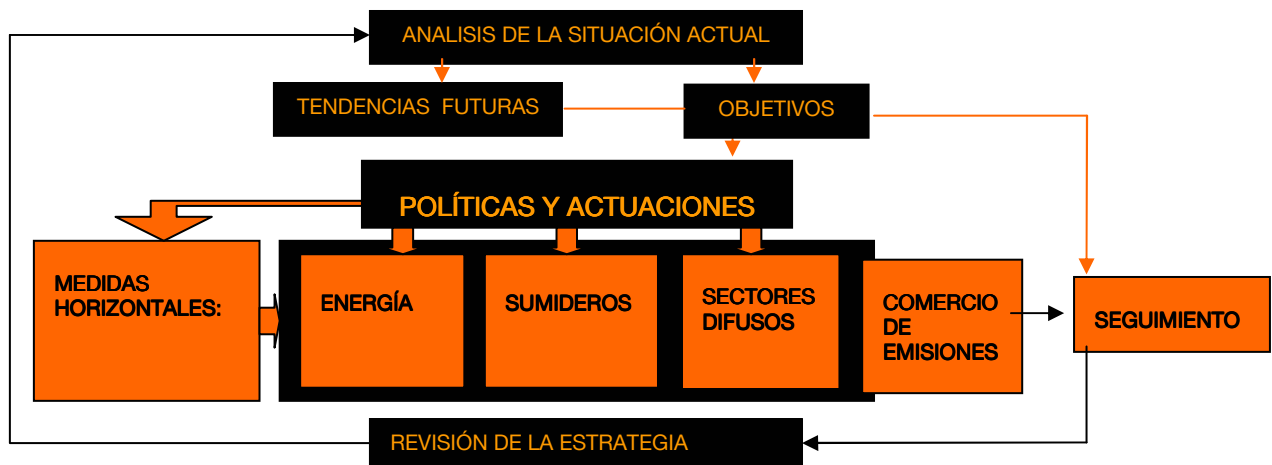 ANALISIS DE LA SITUACIÓN ACTUAL
TENDENCIAS FUTURAS
OBJETIVOS
POLÍTICAS Y ACTUACIONES
MEDIDAS
HORIZONTALES:
ENERGÍA
SUMIDEROS
SECTORES
DIFUSOS
COMERCIO
DE
EMISIONES
SEGUIMIENTO
REVISIÓN DE LA ESTRATEGIA